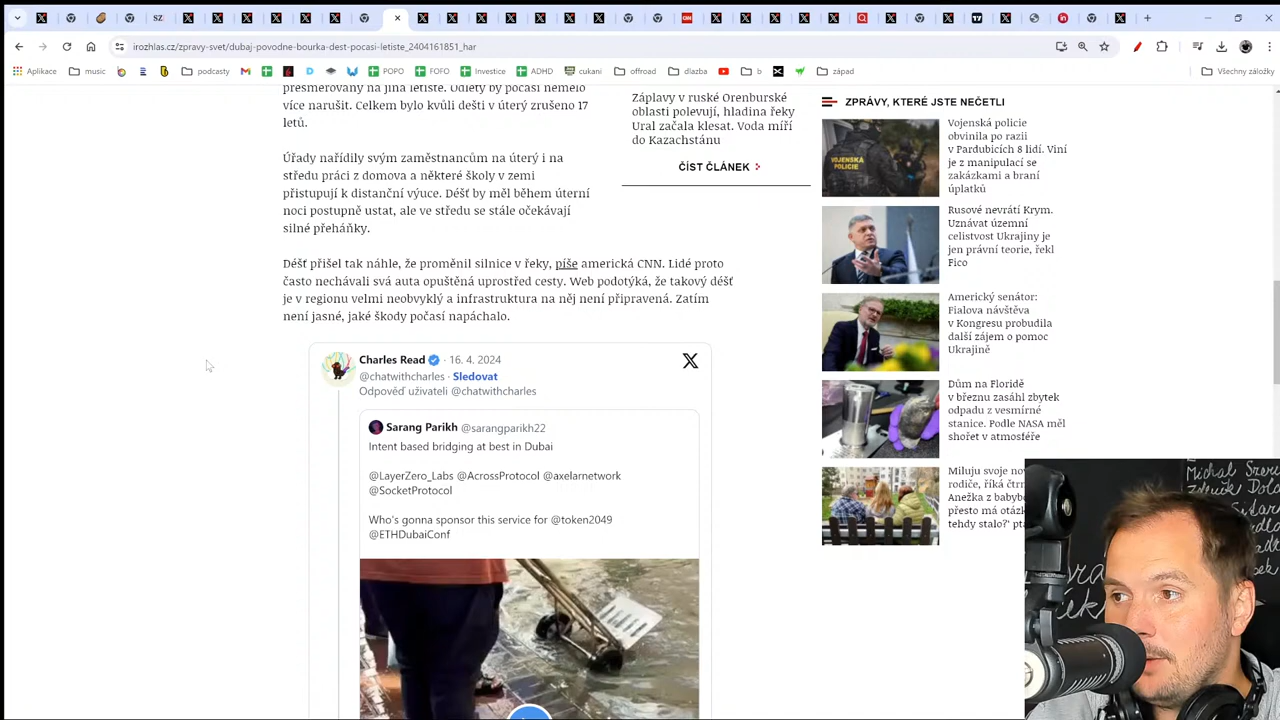 irozhlas.cz/zpravy-svet/dubaj-povodne-bourka-dest-pocasi-letiste_2404161851_har
Aplikace
music
podcasty
POPO
FOFO
Investice
ADHD
cukani
offroad
dlazba
b
západ
Všechny záložky
přesměrovány na jiná letiště. Odlety by počasí nemělo
více narušit. Celkem bylo kvůli dešti v úterý zrušeno 17
letů.
Úřady nařídily svým zaměstnancům na úterý i na
středu práci z domova a některé školy v zemi
přistupují k distanční výuce. Déšť by měl během úterní
noci postupně ustat, ale ve středu se stále očekávají
silné přeháňky.
Déšť přišel tak náhle, že proměnil silnice v řeky, píše americká CNN. Lidé proto
často nechávali svá auta opuštěná uprostřed cesty. Web podotýká, že takový déšť
je v regionu velmi neobvyklý a infrastruktura na něj není připravená. Zatím
není jasné, jaké škody počasí napáchalo.
Charles Read · 16. 4. 2024
@chatwithcharles · Sledovat
Odpověď uživateli @chatwithcharles
Sarang Parikh @sarangparikh22
Intent based bridging at best in Dubai
@LayerZero_Labs @AcrossProtocol @axelarnetwork
@SocketProtocol
Who's gonna sponsor this service for @token2049
@ETHDubaiConf
Záplavy v ruské Orenburské
oblasti polevují, hladina řeky
Ural začala klesat. Voda míří
do Kazachstánu
ČÍST ČLÁNEK
ZPRÁVY, KTERÉ JSTE NEČETLI
VOJENSKÁ
POLICIE
Vojenská policie
obvinila po razii
v Pardubicích 8 lidí. Viní
je z manipulací se
zakázkami a braní
úplatků
Rusové nevrátí Krym.
Uznávat územní
celistvost Ukrajiny je
jen právní teorie, řekl
Fico
Americký senátor:
Fialova návštěva
v Kongresu probudila
další zájem o pomoc
Ukrajině
Dům na Floridě
v březnu zasáhl zbytek
odpadu z vesmírné
stanice. Podle NASA měl
shořet v atmosféře
Miluju svoje
rodiče, říká
Anežka z
přesto má
tehdy stalo?'
Michal
Zdeněk